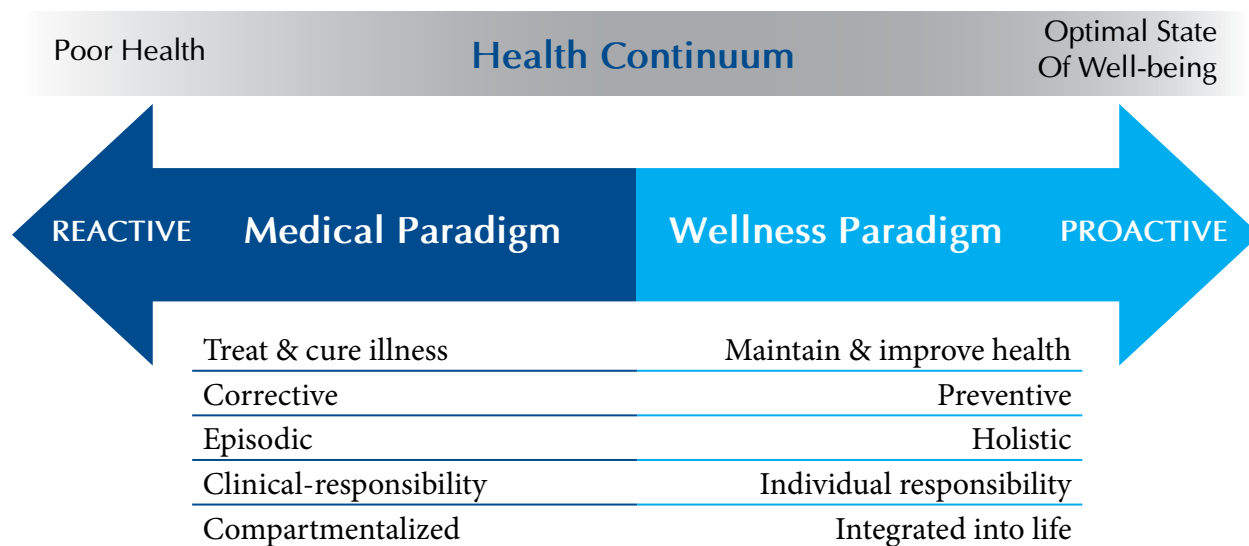 Poor Health
Health Continuum
Optimal State
Of Well-being
REACTIVE
Medical Paradigm
Wellness Paradigm
PROACTIVE
Treat & cure illness
Maintain & improve health
Corrective
Preventive
Episodic
Holistic
Clinical-responsibility
Individual responsibility
Compartmentalized
Integrated into life